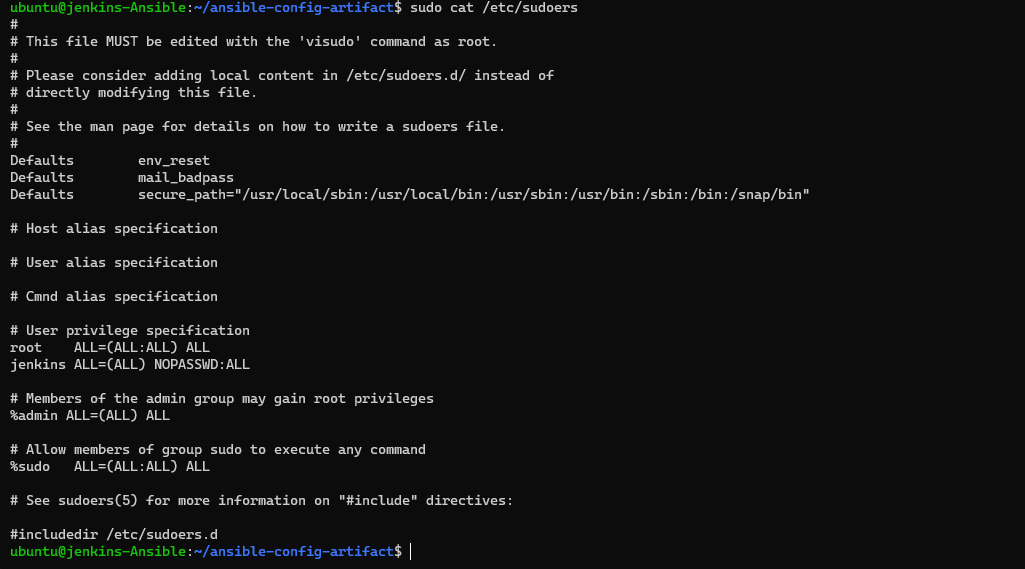 ubuntu@jenkins-Ansible:~/ansible-config-artifact$ sudo cat /etc/sudoers
#
# This file MUST be edited with the 'visudo' command as root.
#
# Please consider adding local content in /etc/sudoers.d/ instead of
# directly modifying this file.
#
# See the man page for details on how to write a sudoers file.
#
Defaults        env_reset
Defaults        mail_badpass
Defaults        secure_path="/usr/local/sbin:/usr/local/bin:/usr/sbin:/usr/bin:/sbin:/bin:/snap/bin"

# Host alias specification

# User alias specification

# Cmnd alias specification

# User privilege specification
root    ALL=(ALL:ALL) ALL
jenkins ALL=(ALL) NOPASSWD:ALL

# Members of the admin group may gain root privileges
%admin ALL=(ALL) ALL

# Allow members of group sudo to execute any command
%sudo   ALL=(ALL:ALL) ALL

# See sudoers(5) for more information on "#include" directives:

#includedir /etc/sudoers.d
ubuntu@jenkins-Ansible:~/ansible-config-artifact$